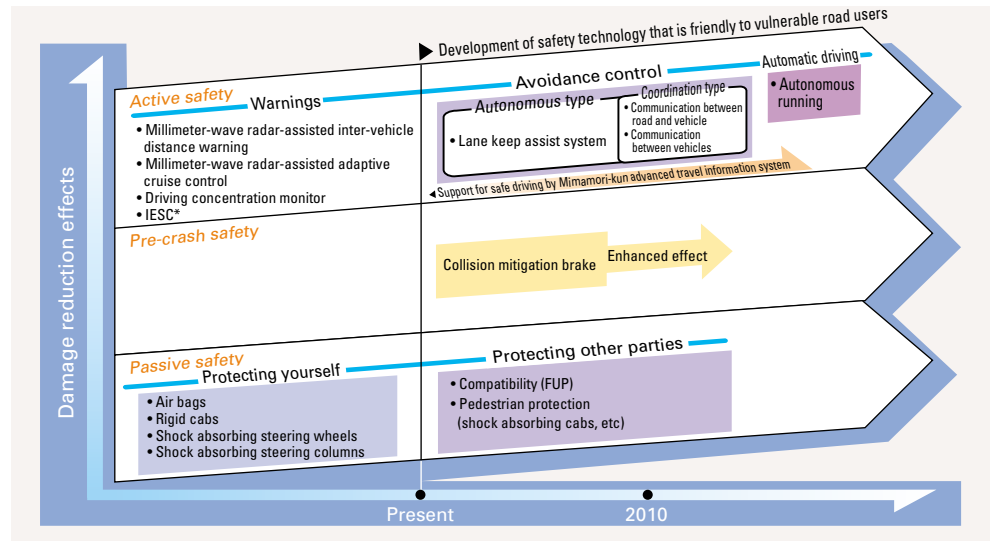 Development of safety technology that is friendly to vulnerable road users
Damage reduction effects
Active safety
Warnings
• Millimeter-wave radar-assisted inter-vehicle
distance warning
• Millimeter-wave radar-assisted adaptive
cruise control
• Driving concentration monitor
• IESC*
Avoidance control
Autonomous type
• Lane keep assist system
Coordination type
• Communication between
road and vehicle
• Communication
between vehicles
Automatic driving
• Autonomous
running
Support for safe driving by Mimamori-kun advanced travel information system
Pre-crash safety
Collision mitigation brake
Enhanced effect
Passive safety
Protecting yourself
• Air bags
• Rigid cabs
• Shock absorbing steering wheels
• Shock absorbing steering columns
Protecting other parties
• Compatibility (FUP)
• Pedestrian protection
(shock absorbing cabs, etc)
Present
2010